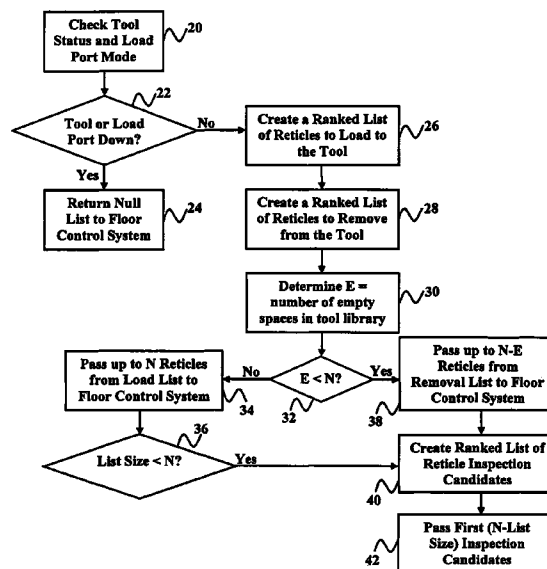 Check Tool
Status and Load
Port Mode
20
22
Tool or Load
Port Down?
No
Yes
Create a Ranked List
of Reticles to Load to
the Tool
26
Return Null
List to Floor
Control System
24
Create a Ranked List
of Reticles to Remove
from the Tool
28
Determine E =
number of empty
spaces in tool library
30
Pass up to N Reticles
from Load List to
Floor Control System
34
No
E < N?
32
Yes
Pass up to N-E
Reticles from
Removal List to Floor
Control System
38
36
List Size < N?
Yes
Create Ranked List of
Reticle Inspection
Candidates
40
Pass First (N-List
Size) Inspection
Candidates
42